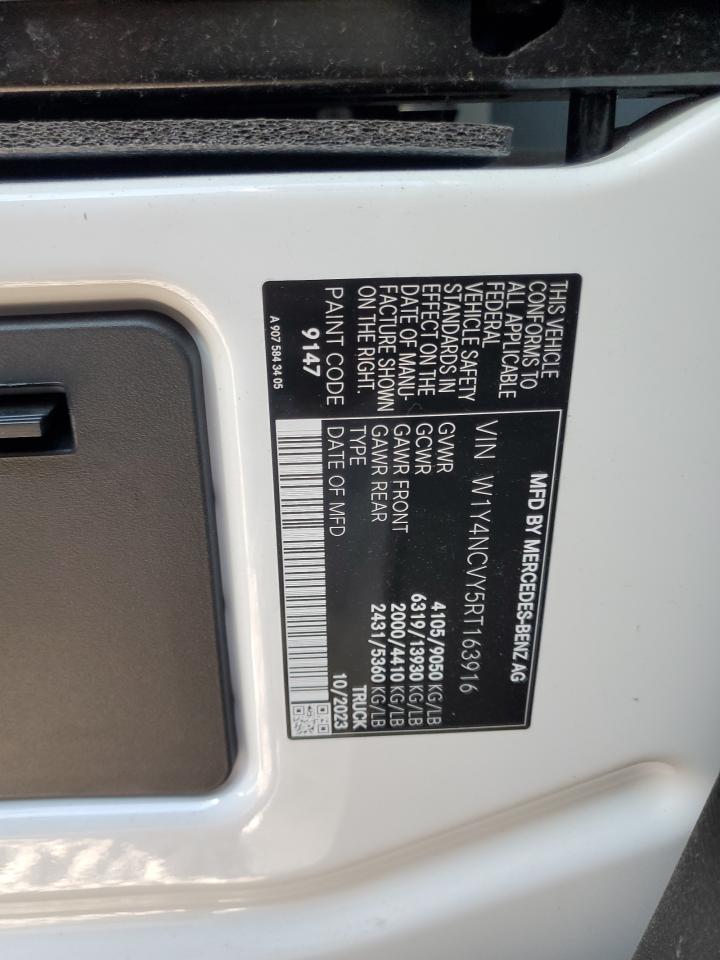 THIS VEHICLE
CONFORMS TO
ALL APPLICABLE
FEDERAL
VEHICLE SAFETY
STANDARDS IN
EFFECT ON THE
DATE OF MANU-
FACTURE SHOWN
ON THE RIGHT.
PAINT CODE
9147
A 907 584 34 05
MFD BY MERCEDES-BENZ AG
VIN W1Y4NCVY5RT163916
GVWR 4105/9050 KG/LB
GCWR 6319/13930 KG/LB
GAWR FRONT 2000/4410 KG/LB
GAWR REAR 2431/5360 KG/LB
TYPE TRUCK
DATE OF MFD 10/2023